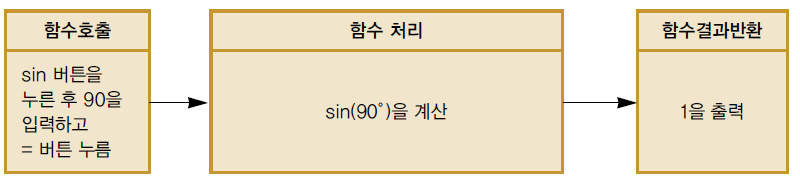 함수호출
sin 버튼을
누른 후 90을
입력하고
= 버튼 누름
함수 처리
sin(90˚)을 계산
함수결과반환
1을 출력